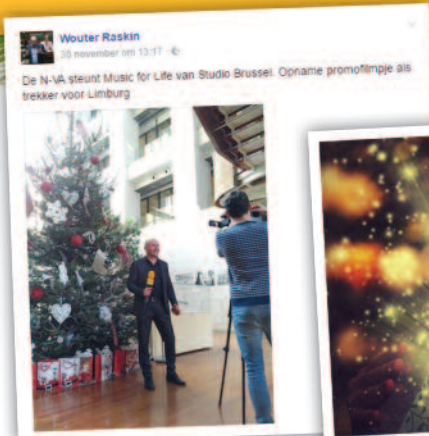 Wouter Raskin
30 november om 13:17
De N-VA steunt Music for Life van Studio Brussel. Opname promofilmpje als
trekker voor Limburg